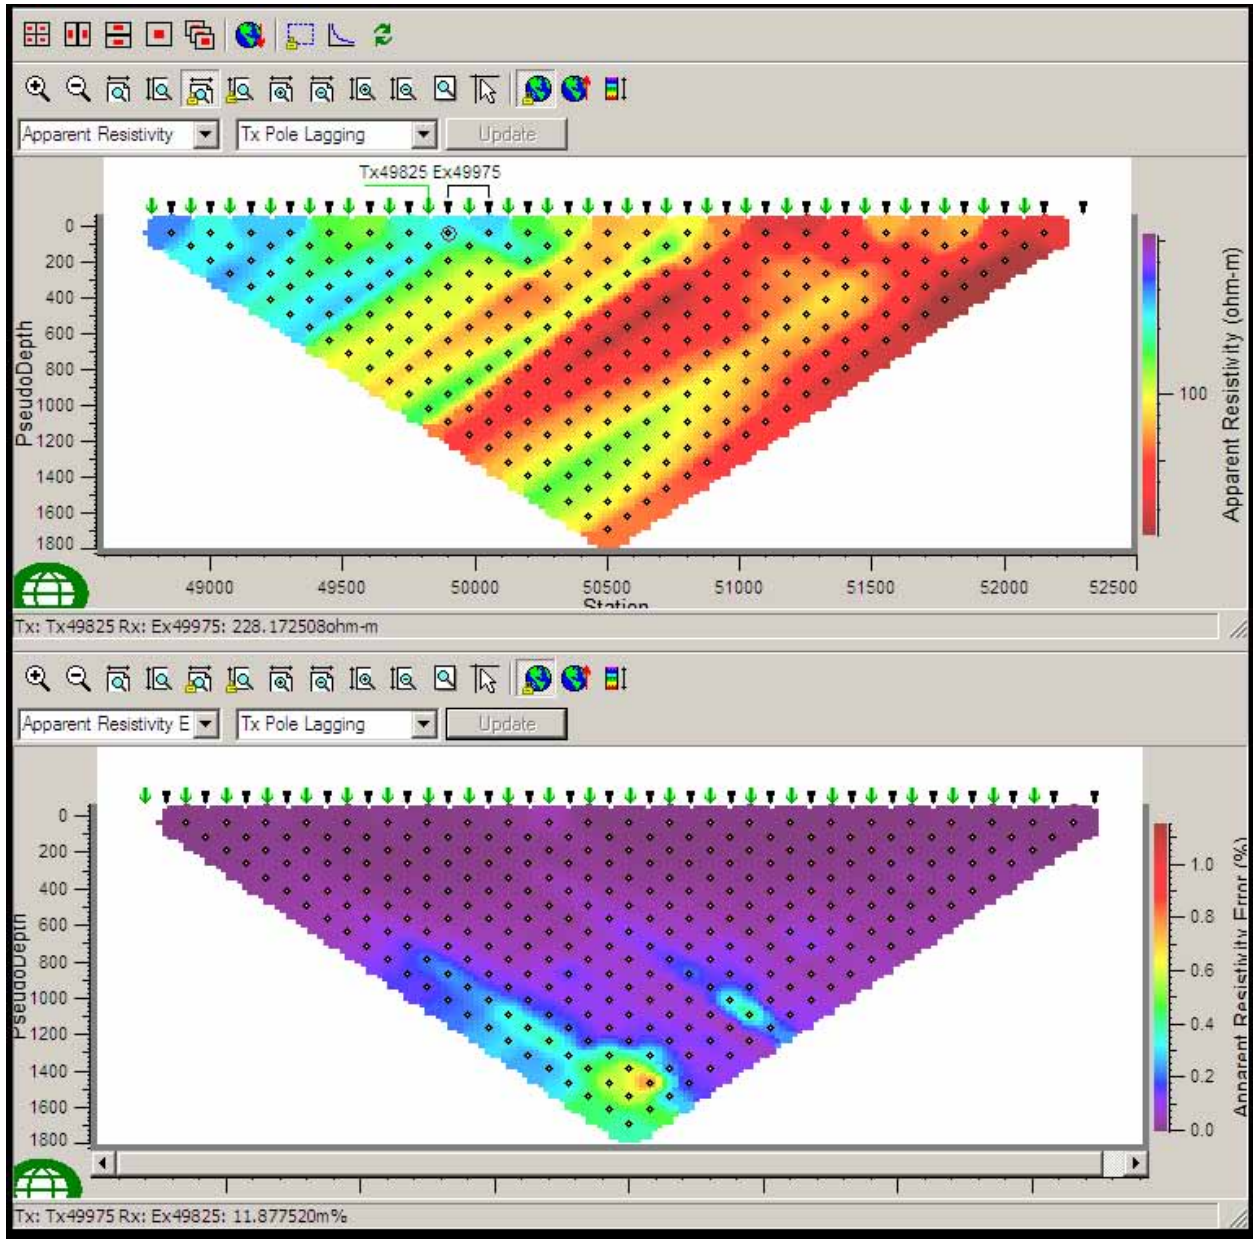 Apparent Resistivity Tx Pole Lagging Update
Tx49825 Ex49975
0
200
400
600
800
1000
1200
1400
1600
1800
PseudoDepth
100
Apparent Resistivity (ohm-m)
49000 49500 50000 50500 51000 51500 52000 52500
Station
Tx: Tx49825 Rx: Ex49975: 228.172508ohm-m
Apparent Resistivity E Tx Pole Lagging Update
0
200
400
600
800
1000
1200
1400
1600
1800
PseudoDepth
1.0
0.8
0.6
0.4
0.2
0.0
Apparent Resistivity Error (%)
Tx: Tx49975 Rx: Ex49825: 11.877520m%